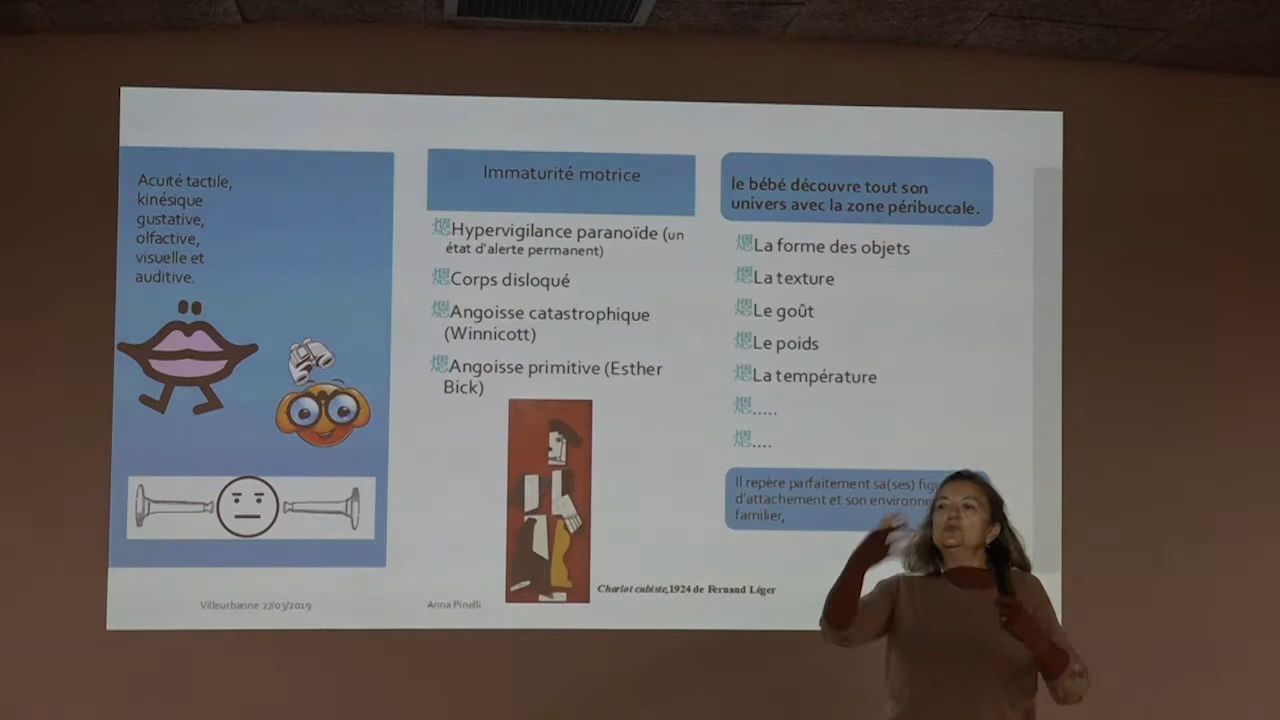 Acuité tactile,
kinésique
gustative,
olfactive,
visuelle et
auditive.
Immaturité motrice
Hypervigilance paranoïde (un
état d'alerte permanent)
Corps disloqué
Angoisse catastrophique
(Winnicott)
Angoisse primitive (Esther
Bick)
le bébé découvre tout son
univers avec la zone péribuccale.
La forme des objets
La texture
Le goût
Le poids
La température
.....
....
Il repère parfaitement sa(ses)
d'attachement et son
familier,
Charlot cubiste,1924 de Fernand Léger
Villeurbanne 27/03/2019
Anna Pinelli